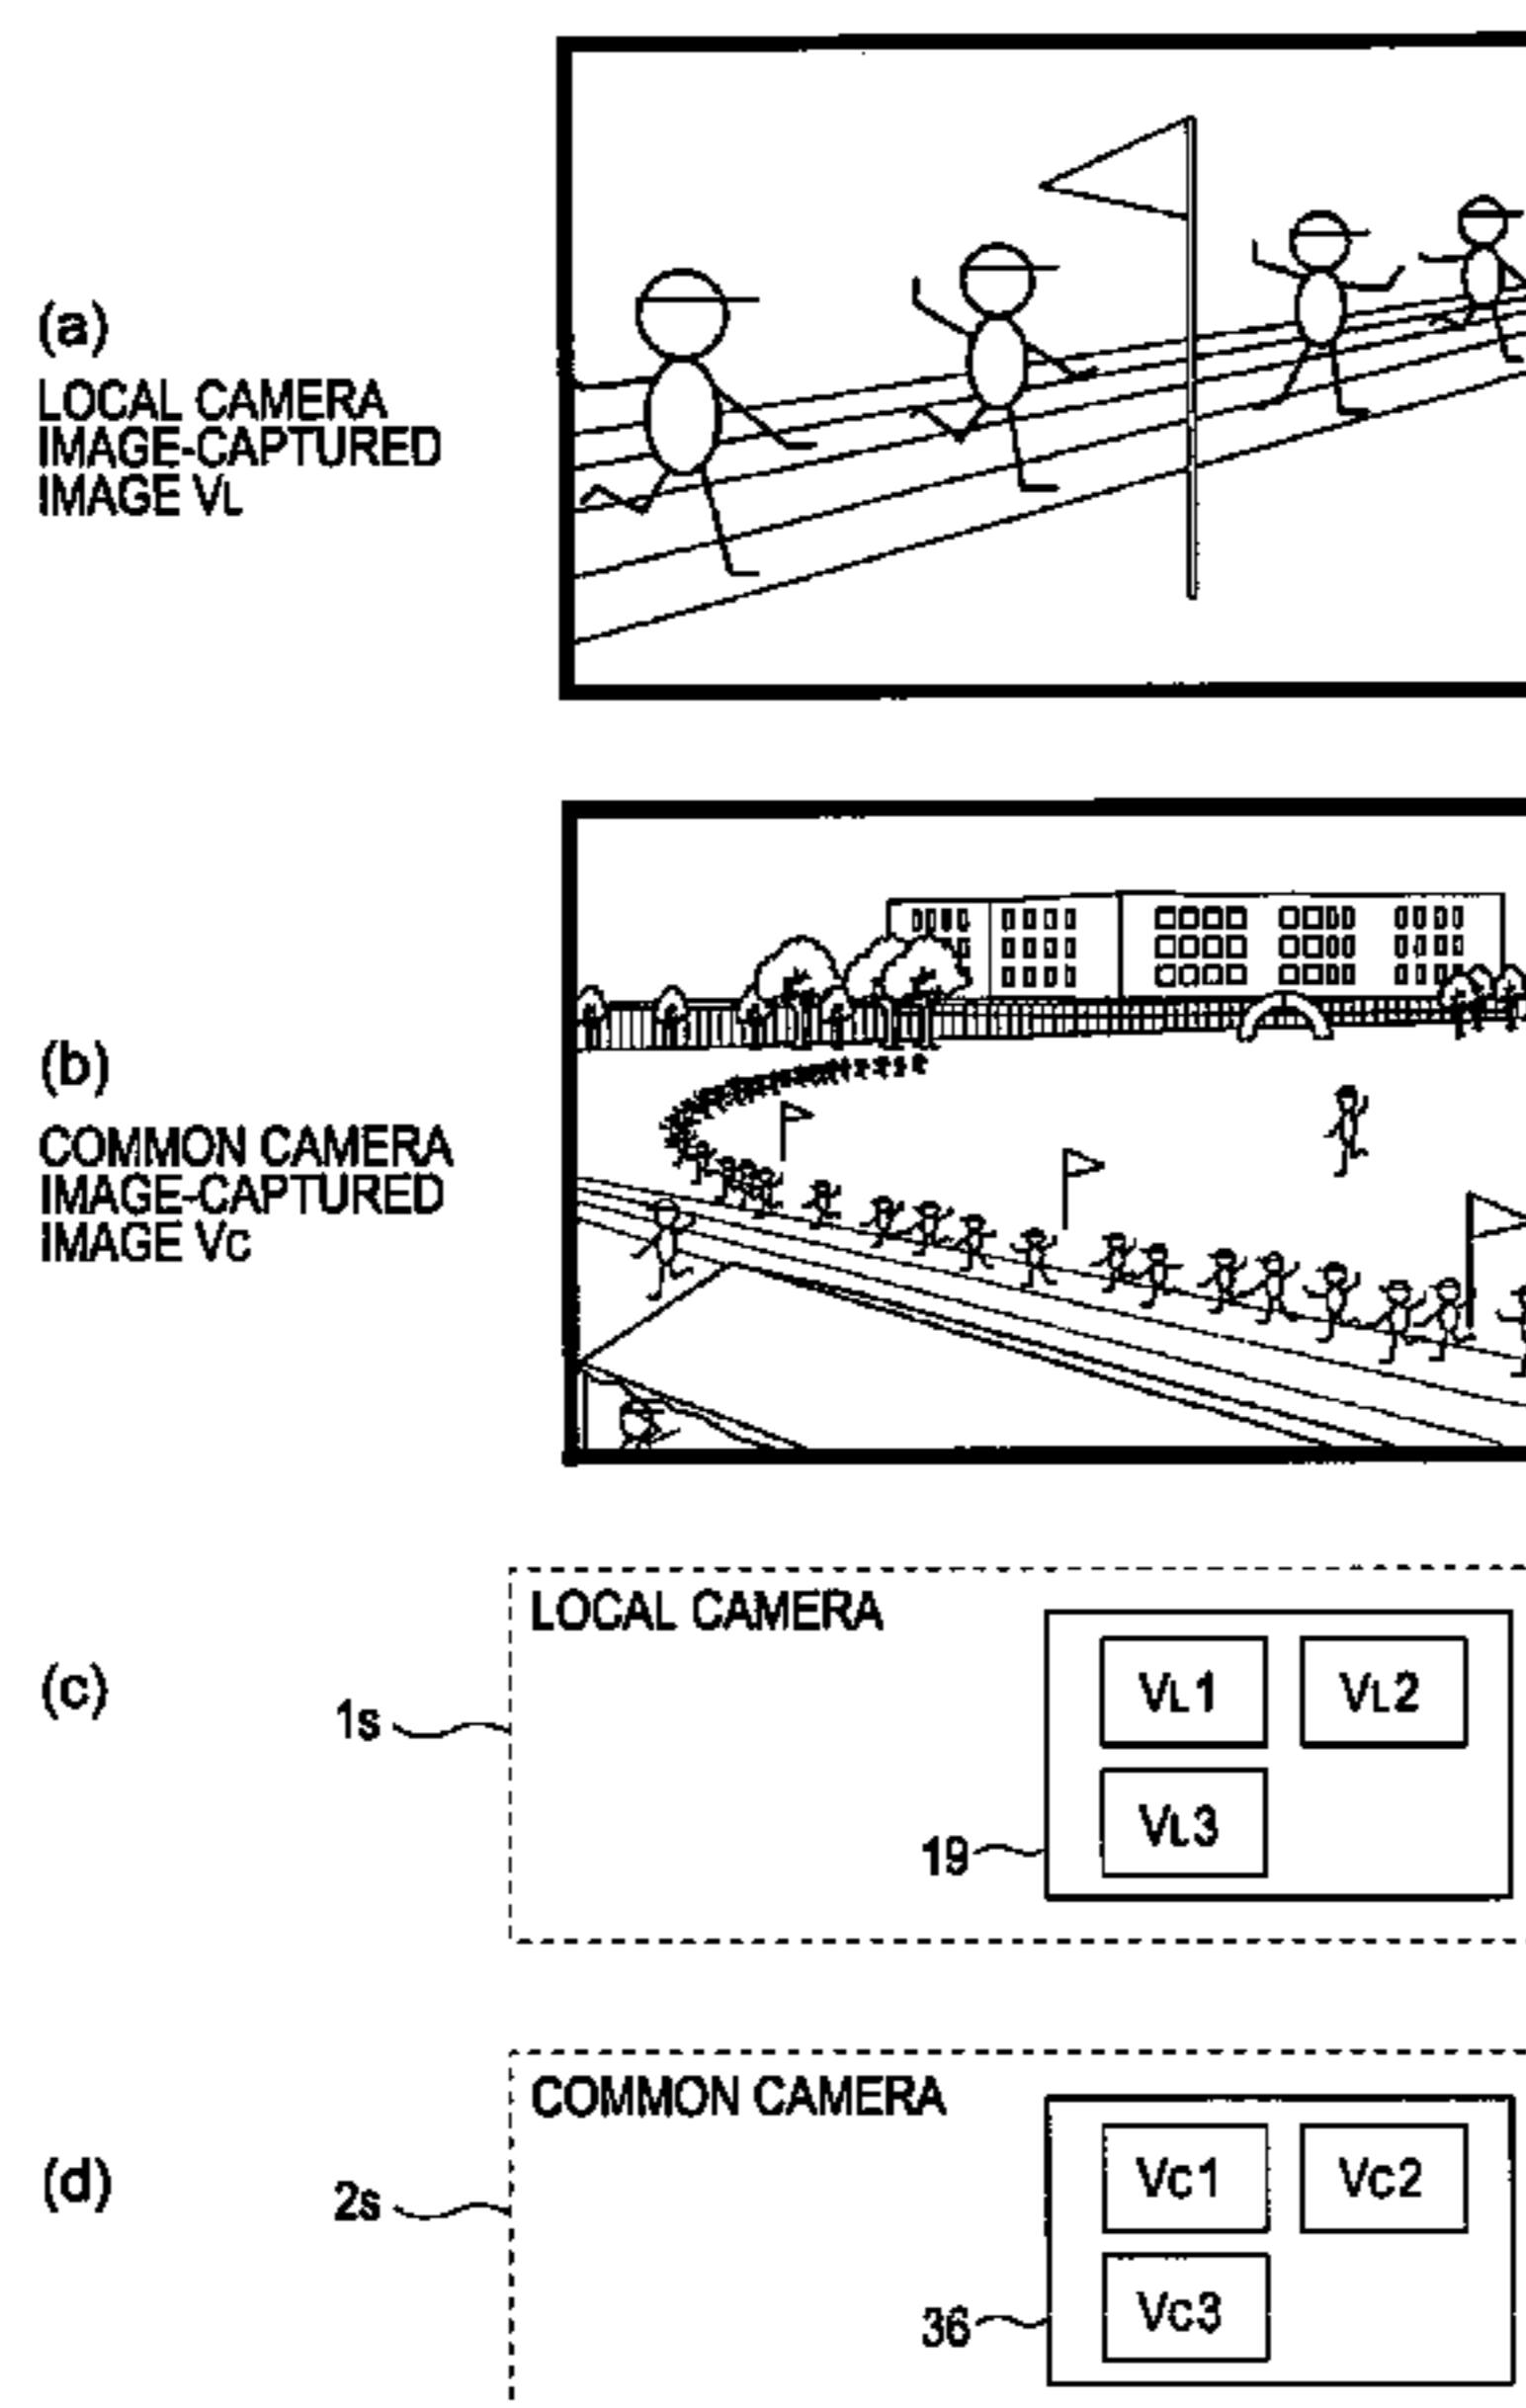 (a)
LOCAL CAMERA
IMAGE-CAPTURED
IMAGE VL
(b)
COMMON CAMERA
IMAGE-CAPTURED
IMAGE VC
(c)
1s
LOCAL CAMERA
VL1 VL2
VL3
19
(d)
2s
COMMON CAMERA
VC1 VC2
VC3
36